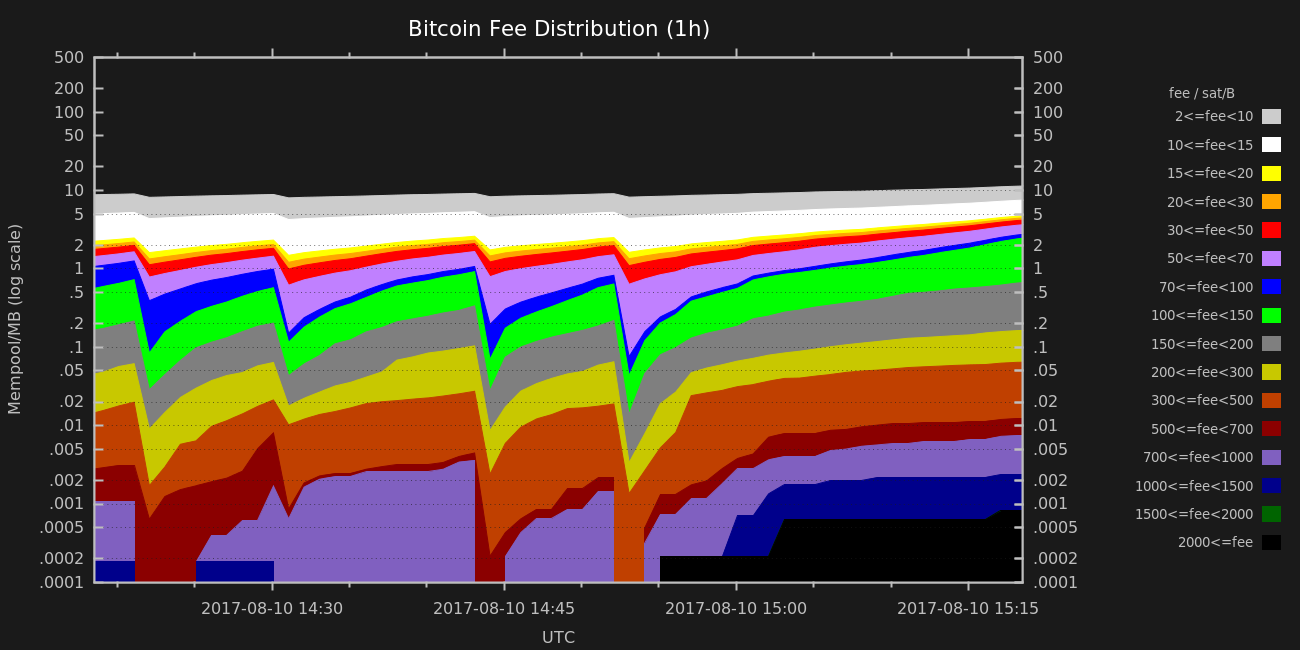 Bitcoin Fee Distribution (1h)
500 500
200 200
100 100
50 50
20 20
10 10
5 5
2 2
1 1
.5 .5
.2 .2
.1 .1
.05 .05
.02 .02
.01 .01
.005 .005
.002 .002
.001 .001
.0005 .0005
.0002 .0002
.0001 .0001
Mempool/MB (log scale)
2017-08-10 14:30 2017-08-10 14:45 2017-08-10 15:00 2017-08-10 15:15
UTC
fee / sat/B
2<=fee<10
10<=fee<15
15<=fee<20
20<=fee<30
30<=fee<50
50<=fee<70
70<=fee<100
100<=fee<150
150<=fee<200
200<=fee<300
300<=fee<500
500<=fee<700
700<=fee<1000
1000<=fee<1500
1500<=fee<2000
2000<=fee